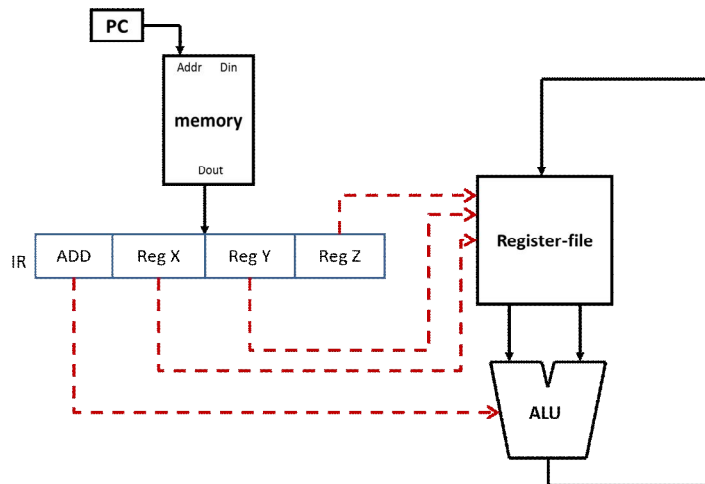 PC
Addr Din
memory
Dout
IR
ADD
Reg X
Reg Y
Reg Z
Register-file
ALU